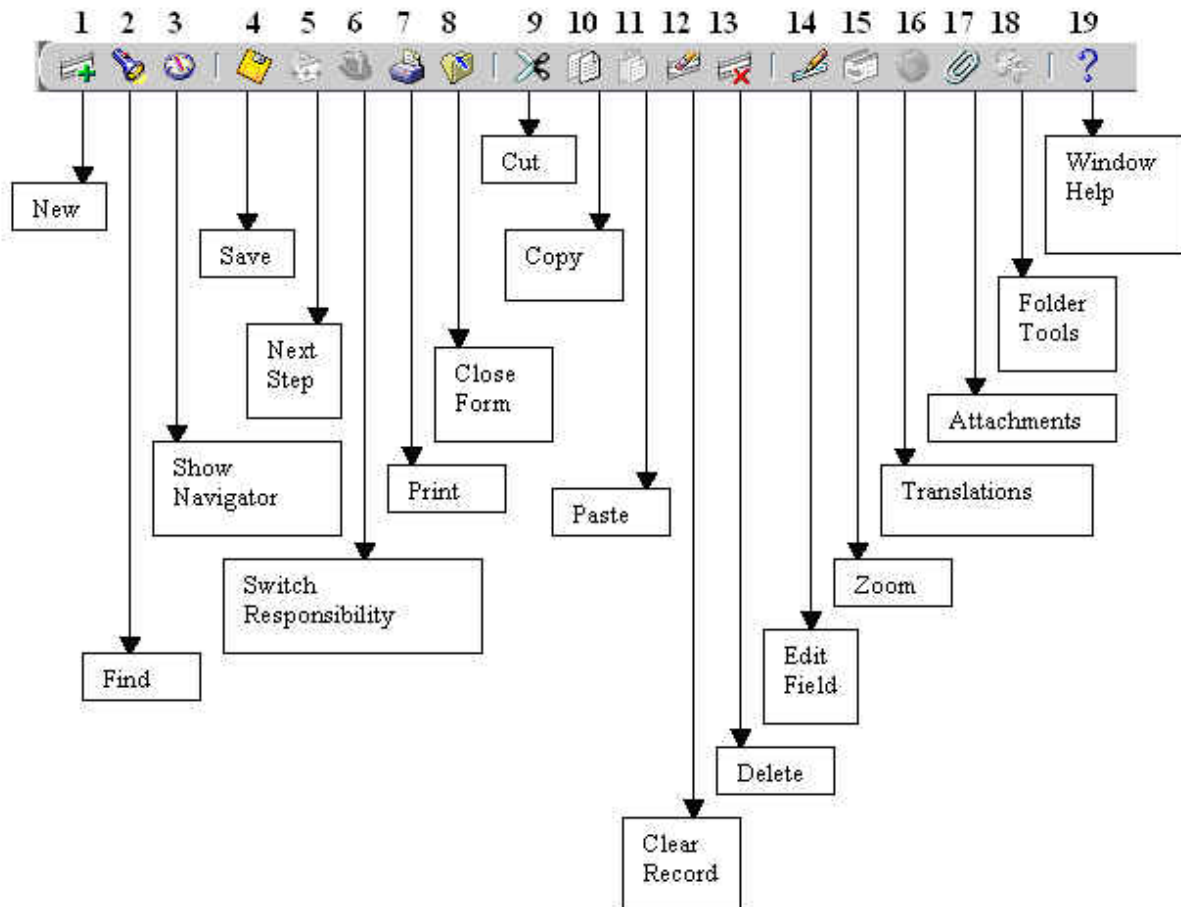 1 2 3 4 5 6 7 8 9 10 11 12 13 14 15 16 17 18 19
Cut
Window
Help
New
Save
Copy
Folder
Tools
Next
Step
Close
Form
Attachments
Show
Navigator
Print
Translations
Paste
Switch
Responsibility
Zoom
Edit
Field
Find
Delete
Clear
Record